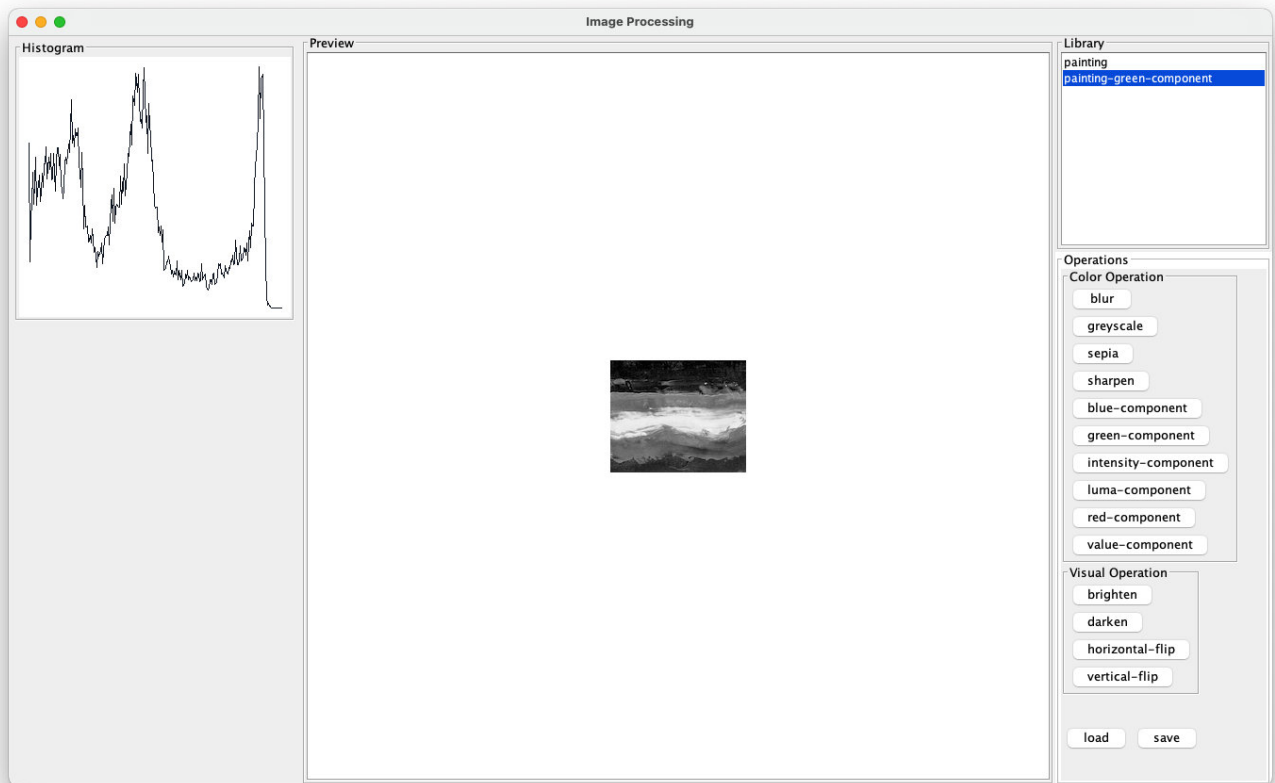 Image Processing
Histogram
Preview
Library
painting
painting-green-component
Operations
Color Operation
blur
greyscale
sepia
sharpen
blue-component
green-component
intensity-component
luma-component
red-component
value-component
Visual Operation
brighten
darken
horizontal-flip
vertical-flip
load save